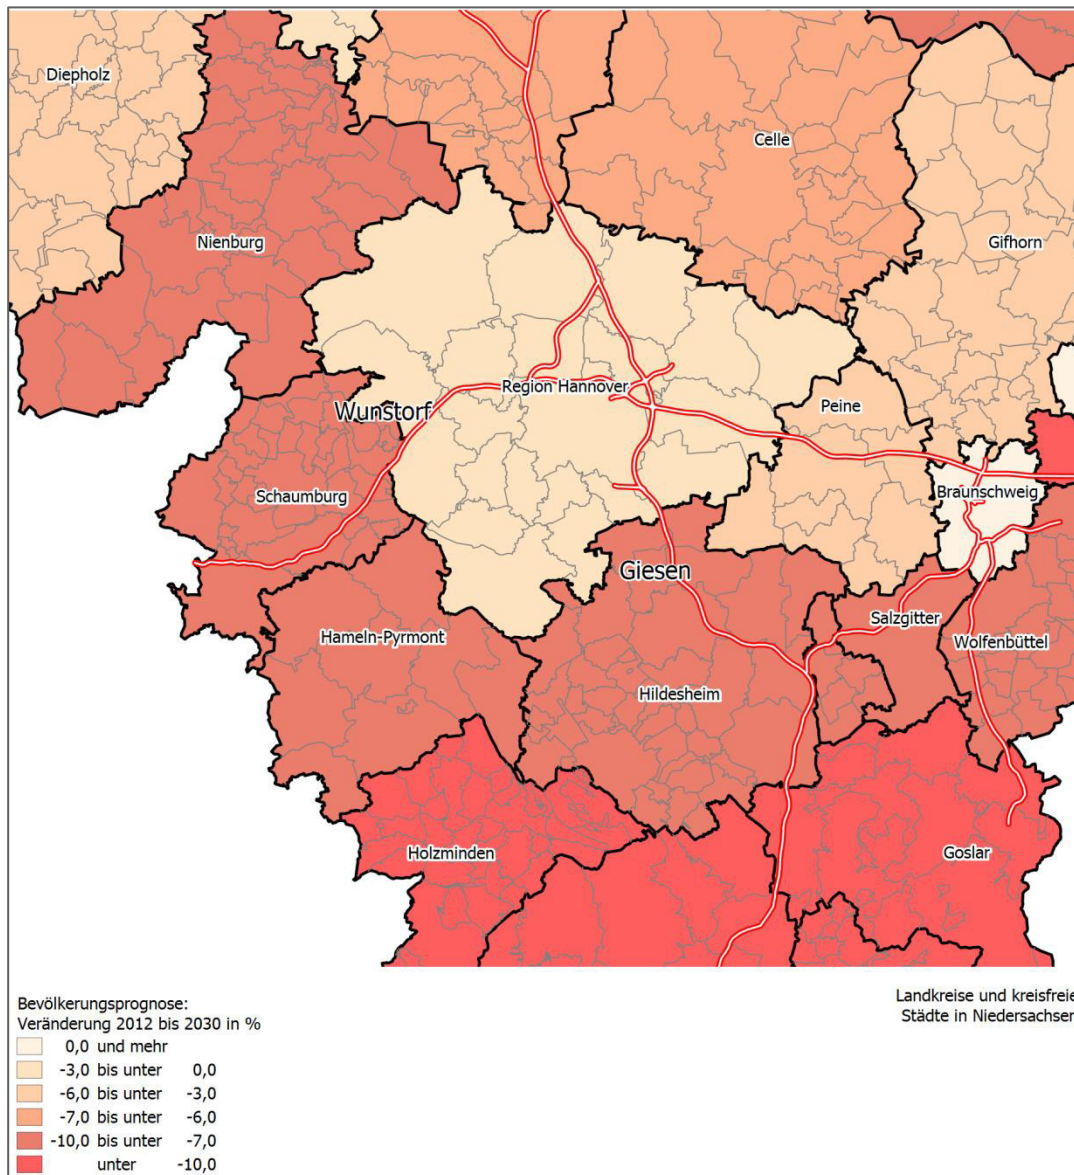 Diepholz
Celle
Nienburg
Gifhorn
Region Hannover
Wunstorf
Peine
Schaumburg
Braunschweig
Giesen
Salzgitter
Hameln-Pyrmont
Wolfenbüttel
Hildesheim
Holzminden
Goslar
Landkreise und kreisfreie
Städte in Niedersachsen
Bevölkerungsprognose:
Veränderung 2012 bis 2030 in %
0,0 und mehr
-3,0 bis unter 0,0
-6,0 bis unter -3,0
-7,0 bis unter -6,0
-10,0 bis unter -7,0
unter -10,0